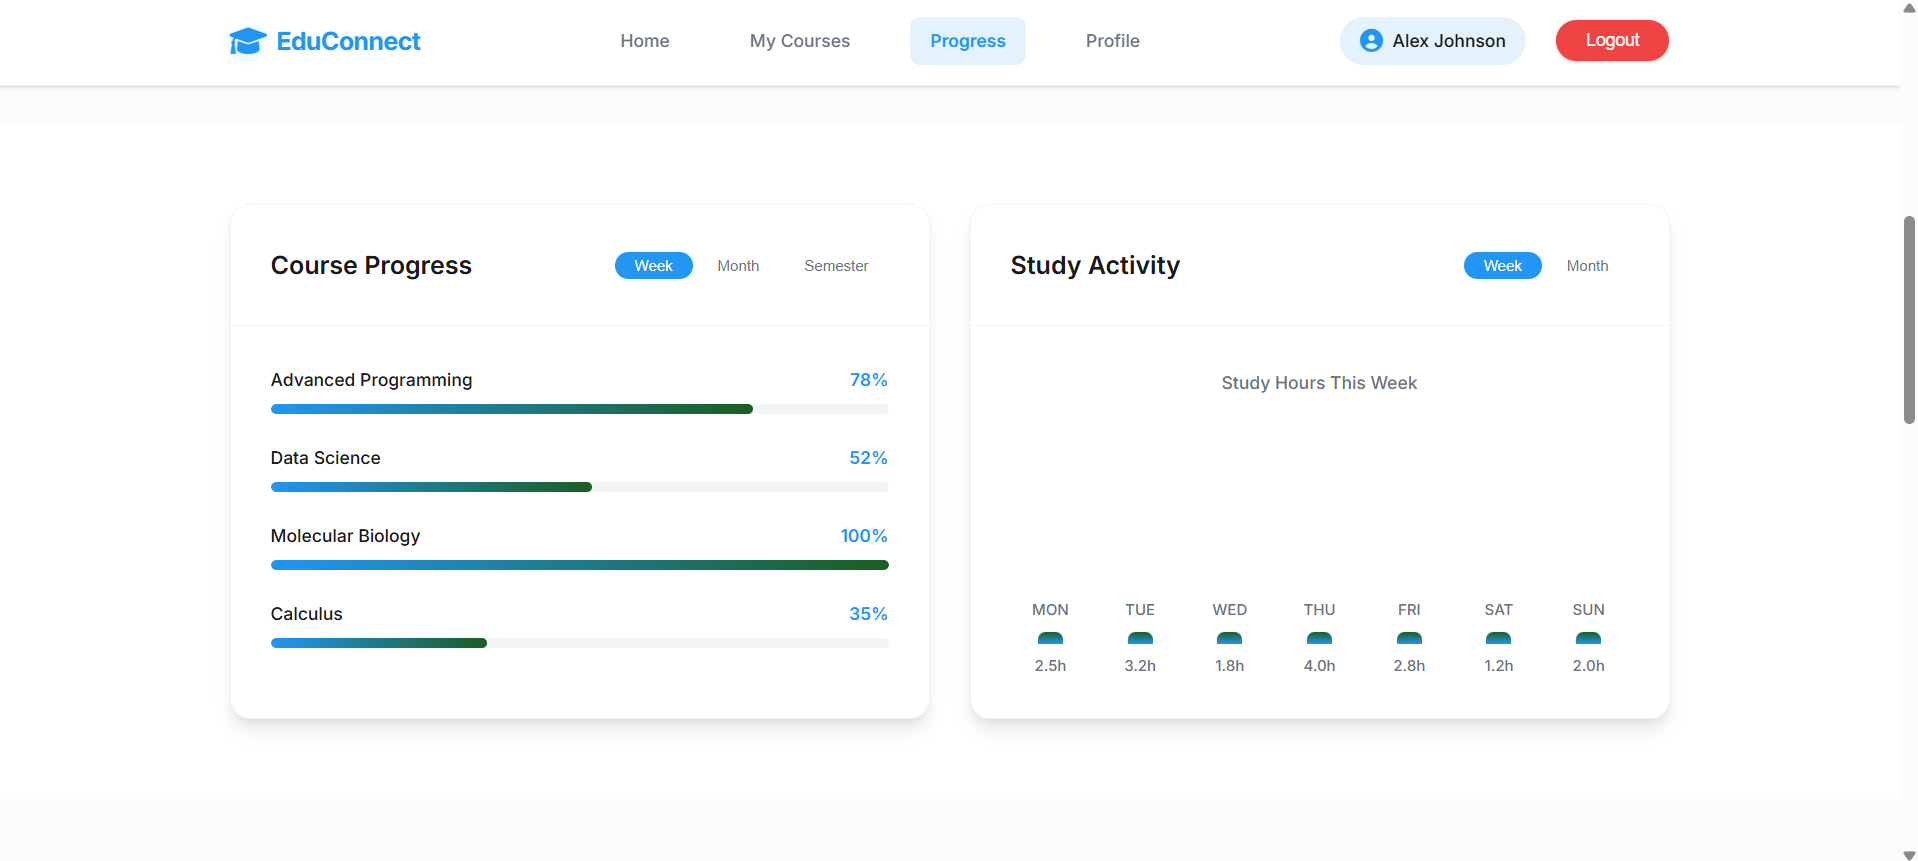 EduConnect
Home
My Courses
Progress
Profile
Alex Johnson
Logout
Course Progress
Week
Month
Semester
Advanced Programming
78%
Data Science
52%
Molecular Biology
100%
Calculus
35%
Study Activity
Week
Month
Study Hours This Week
MON
TUE
WED
THU
FRI
SAT
SUN
2.5h
3.2h
1.8h
4.0h
2.8h
1.2h
2.0h